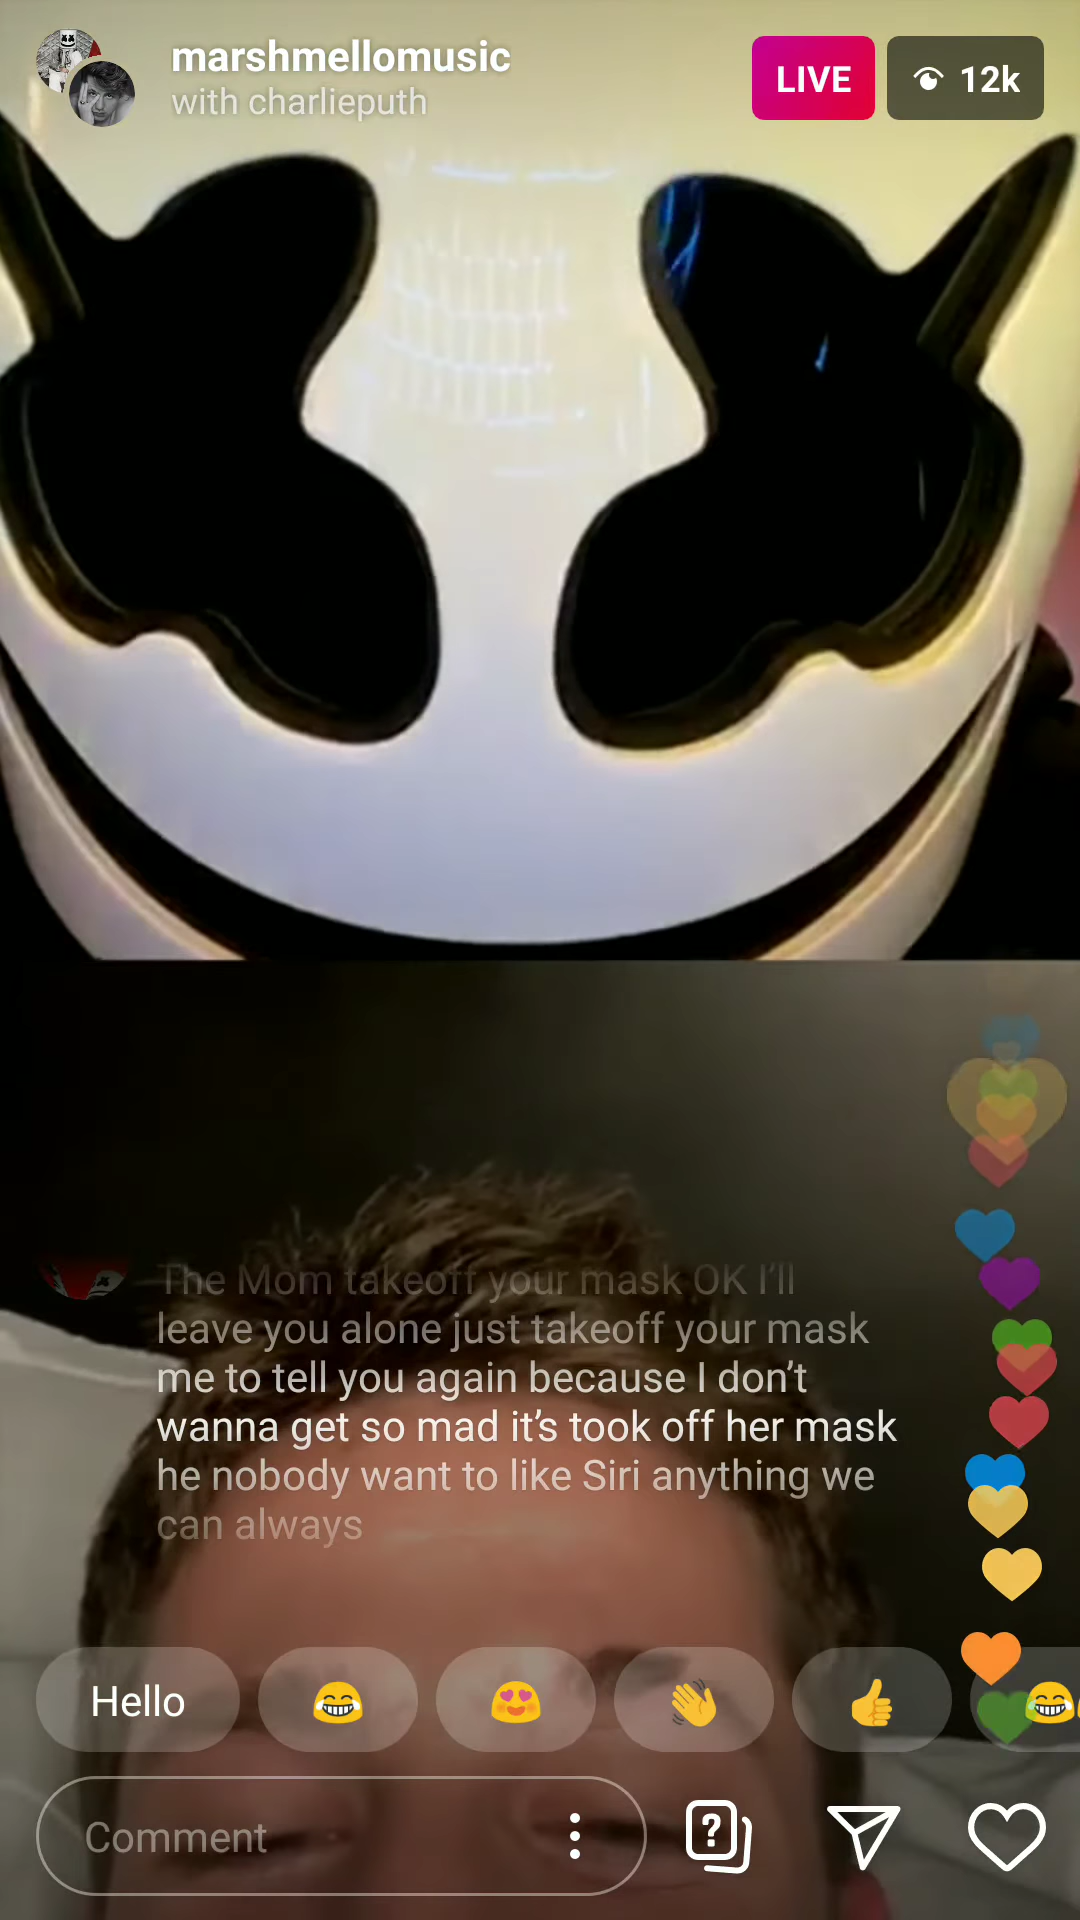 marshmellomusic
with charlieputh
LIVE
12k
The Mom takeoff your mask OK I'll
leave you alone just takeoff your mask
me to tell you again because I don't
wanna get so mad it's took off her mask
he nobody want to like Siri anything we
can always
Hello
Comment
?